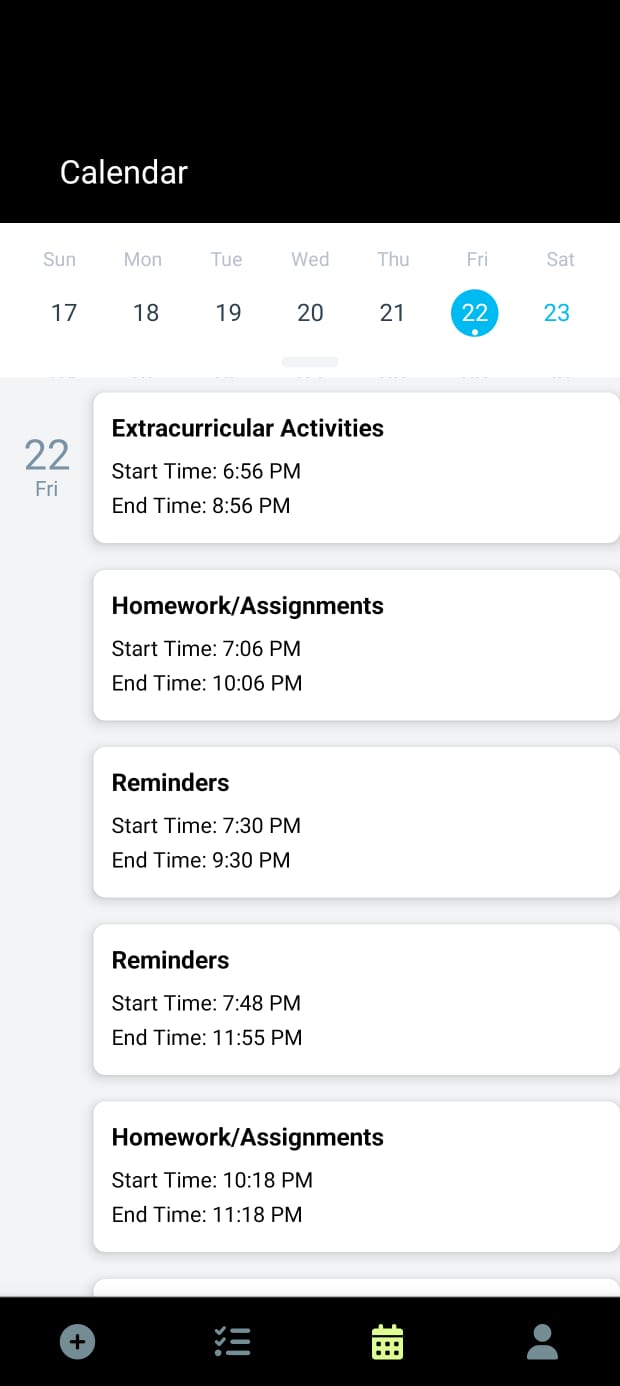 Calendar
Sun Mon Tue Wed Thu Fri Sat
17 18 19 20 21 22 23
22
Fri
Extracurricular Activities
Start Time: 6:56 PM
End Time: 8:56 PM
Homework/Assignments
Start Time: 7:06 PM
End Time: 10:06 PM
Reminders
Start Time: 7:30 PM
End Time: 9:30 PM
Reminders
Start Time: 7:48 PM
End Time: 11:55 PM
Homework/Assignments
Start Time: 10:18 PM
End Time: 11:18 PM